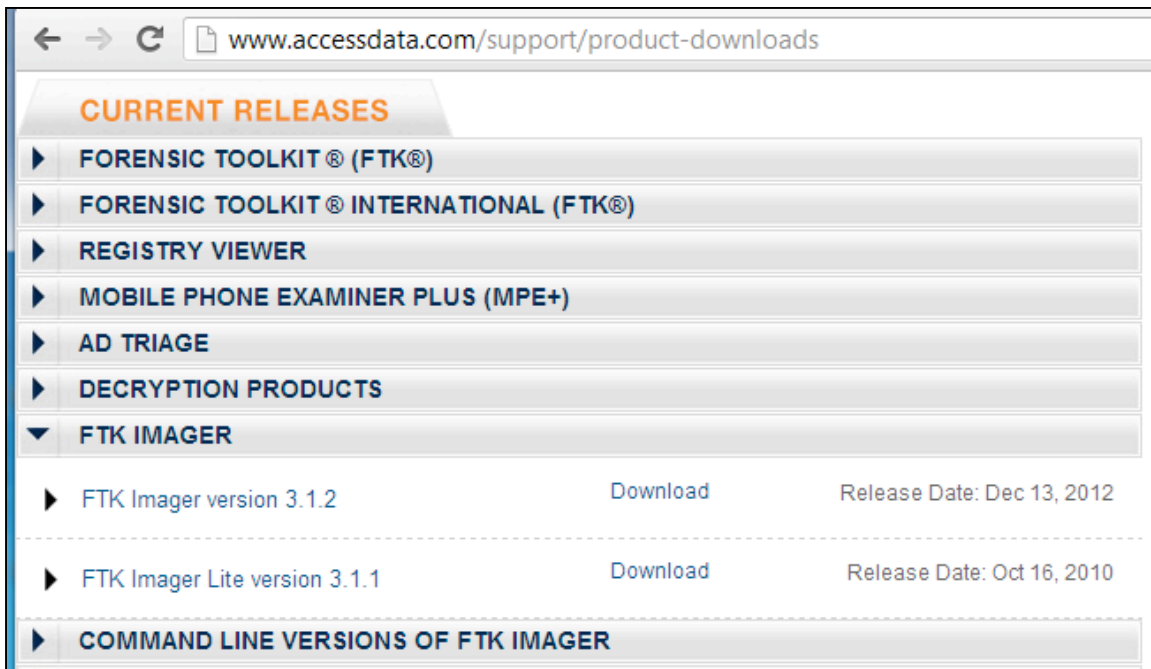 www.accessdata.com/support/product-downloads
CURRENT RELEASES
FORENSIC TOOLKIT ® (FTK®)
FORENSIC TOOLKIT ® INTERNATIONAL (FTK®)
REGISTRY VIEWER
MOBILE PHONE EXAMINER PLUS (MPE+)
AD TRIAGE
DECRYPTION PRODUCTS
FTK IMAGER
FTK Imager version 3.1.2 Download Release Date: Dec 13, 2012
FTK Imager Lite version 3.1.1 Download Release Date: Oct 16, 2010
COMMAND LINE VERSIONS OF FTK IMAGER